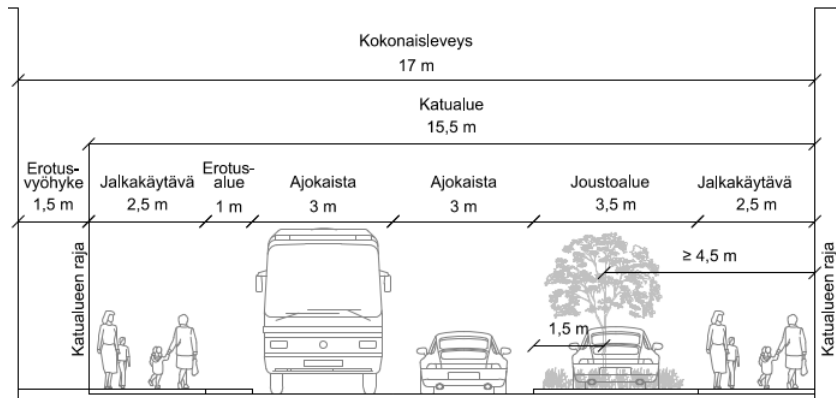 Kokonaisleveys
17 m
Katualue
15,5 m
Erotus-
vyöhyke
1,5 m
Jalkakäytävä
2,5 m
Erotus-
alue
1 m
Ajokaista
3 m
Ajokaista
3 m
Joustoalue
3,5 m
Jalkakäytävä
2,5 m
Katualueen raja
≥ 4,5 m
1,5 m
Katualueen raja